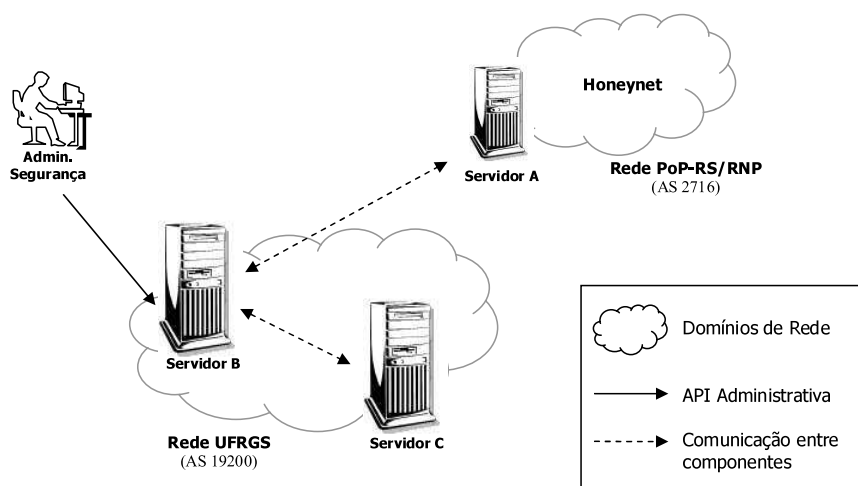 Honeynet
Admin.
Segurança
Servidor A
Rede PoP-RS/RNP
(AS 2716)
Servidor B
Servidor C
Rede UFRGS
(AS 19200)
Domínios de Rede
API Administrativa
Comunicação entre
componentes